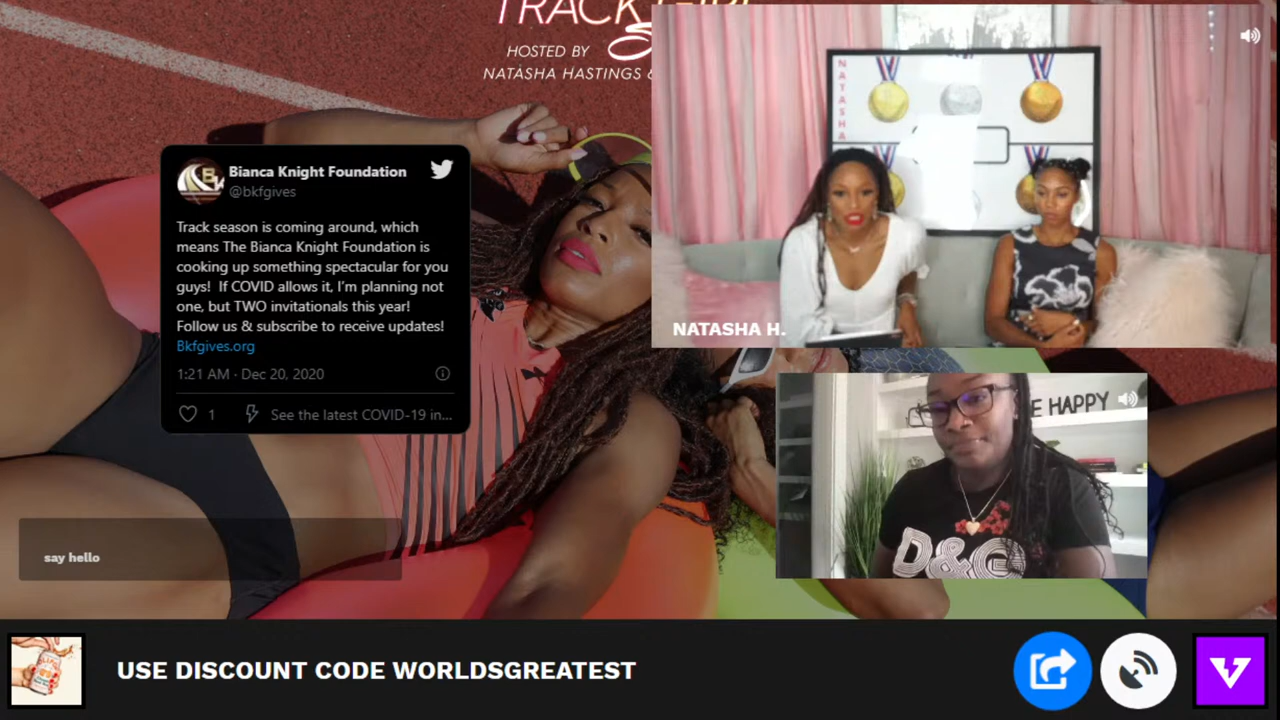 TRACK
HOSTED BY
NATASHA HASTINGS &
NATASHA
NATASHA H.
Bianca Knight Foundation
@bkfgives
Track season is coming around, which
means The Bianca Knight Foundation is
cooking up something spectacular for you
guys! If COVID allows it, I'm planning not
one, but TWO invitationals this year!
Follow us & subscribe to receive updates!
Bkfgives.org
1:21 AM · Dec 20, 2020
1
See the latest COVID-19 in...
E HAPPY
D&G
say hello
USE DISCOUNT CODE WORLDSGREATEST